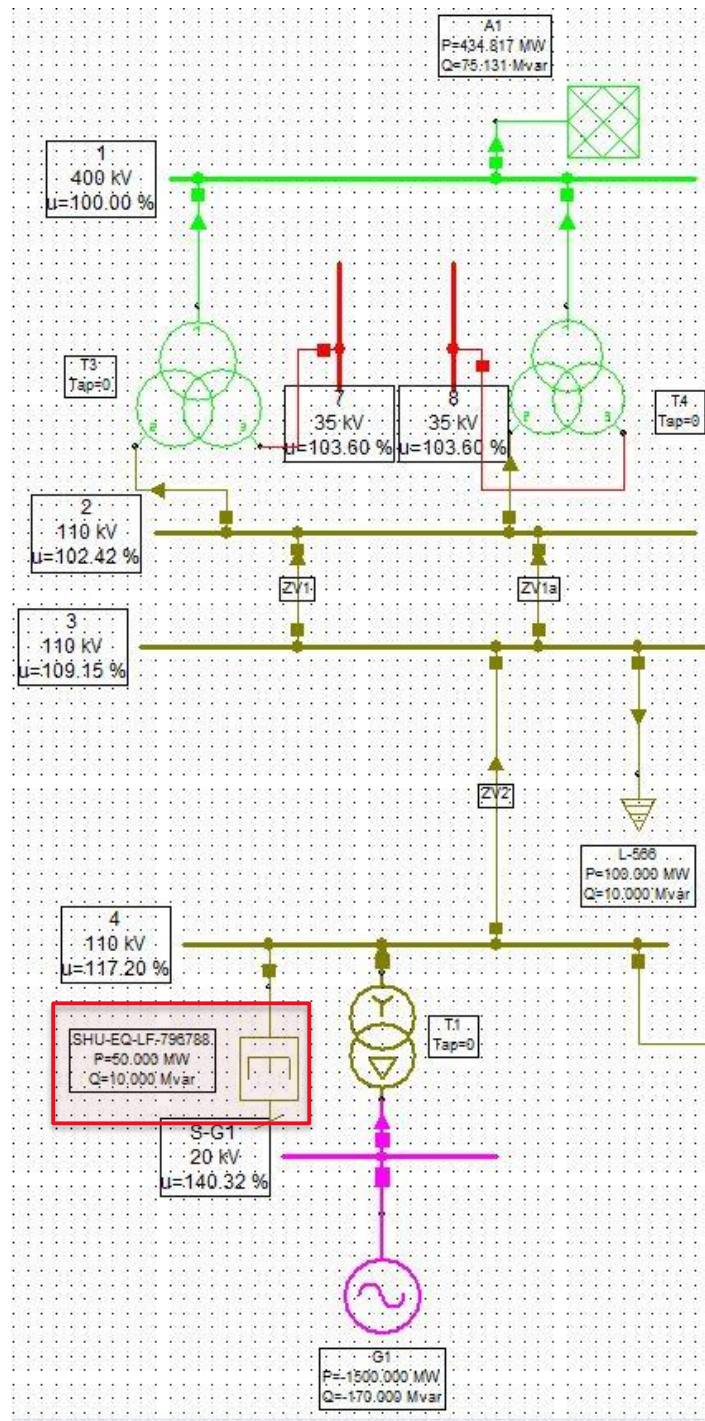 A1
P=434.817 MW
Q=75.131 Mvar
1
400 kV
u=100.00 %
T3
Tap=0
2
3
7
35 kV
u=103.60 %
8
35 kV
u=103.60 %
2
3
T4
Tap=0
2
110 kV
u=102.42 %
ZV1
ZV1a
3
110 kV
u=109.15 %
ZV2
L-566
P=100.000 MW
Q=10.000 Mvar
4
110 kV
u=117.20 %
SHU-EQ-LF-796788
P=50.000 MW
Q=10.000 Mvar
T1
Tap=0
S-G1
20 kV
u=140.32 %
G1
P=-1500.000 MW
Q=-170.000 Mvar